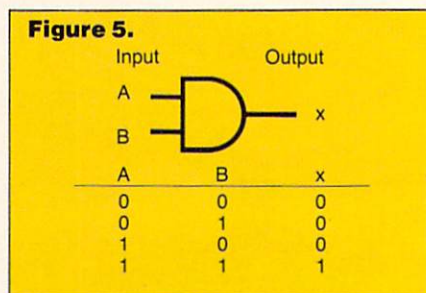 Figure 5.
Input Output
A
x
B
A B x
0 0 0
0 1 0
1 0 0
1 1 1